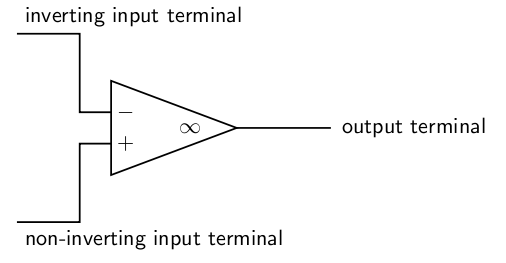 inverting input terminal
−
∞
+
output terminal
non-inverting input terminal